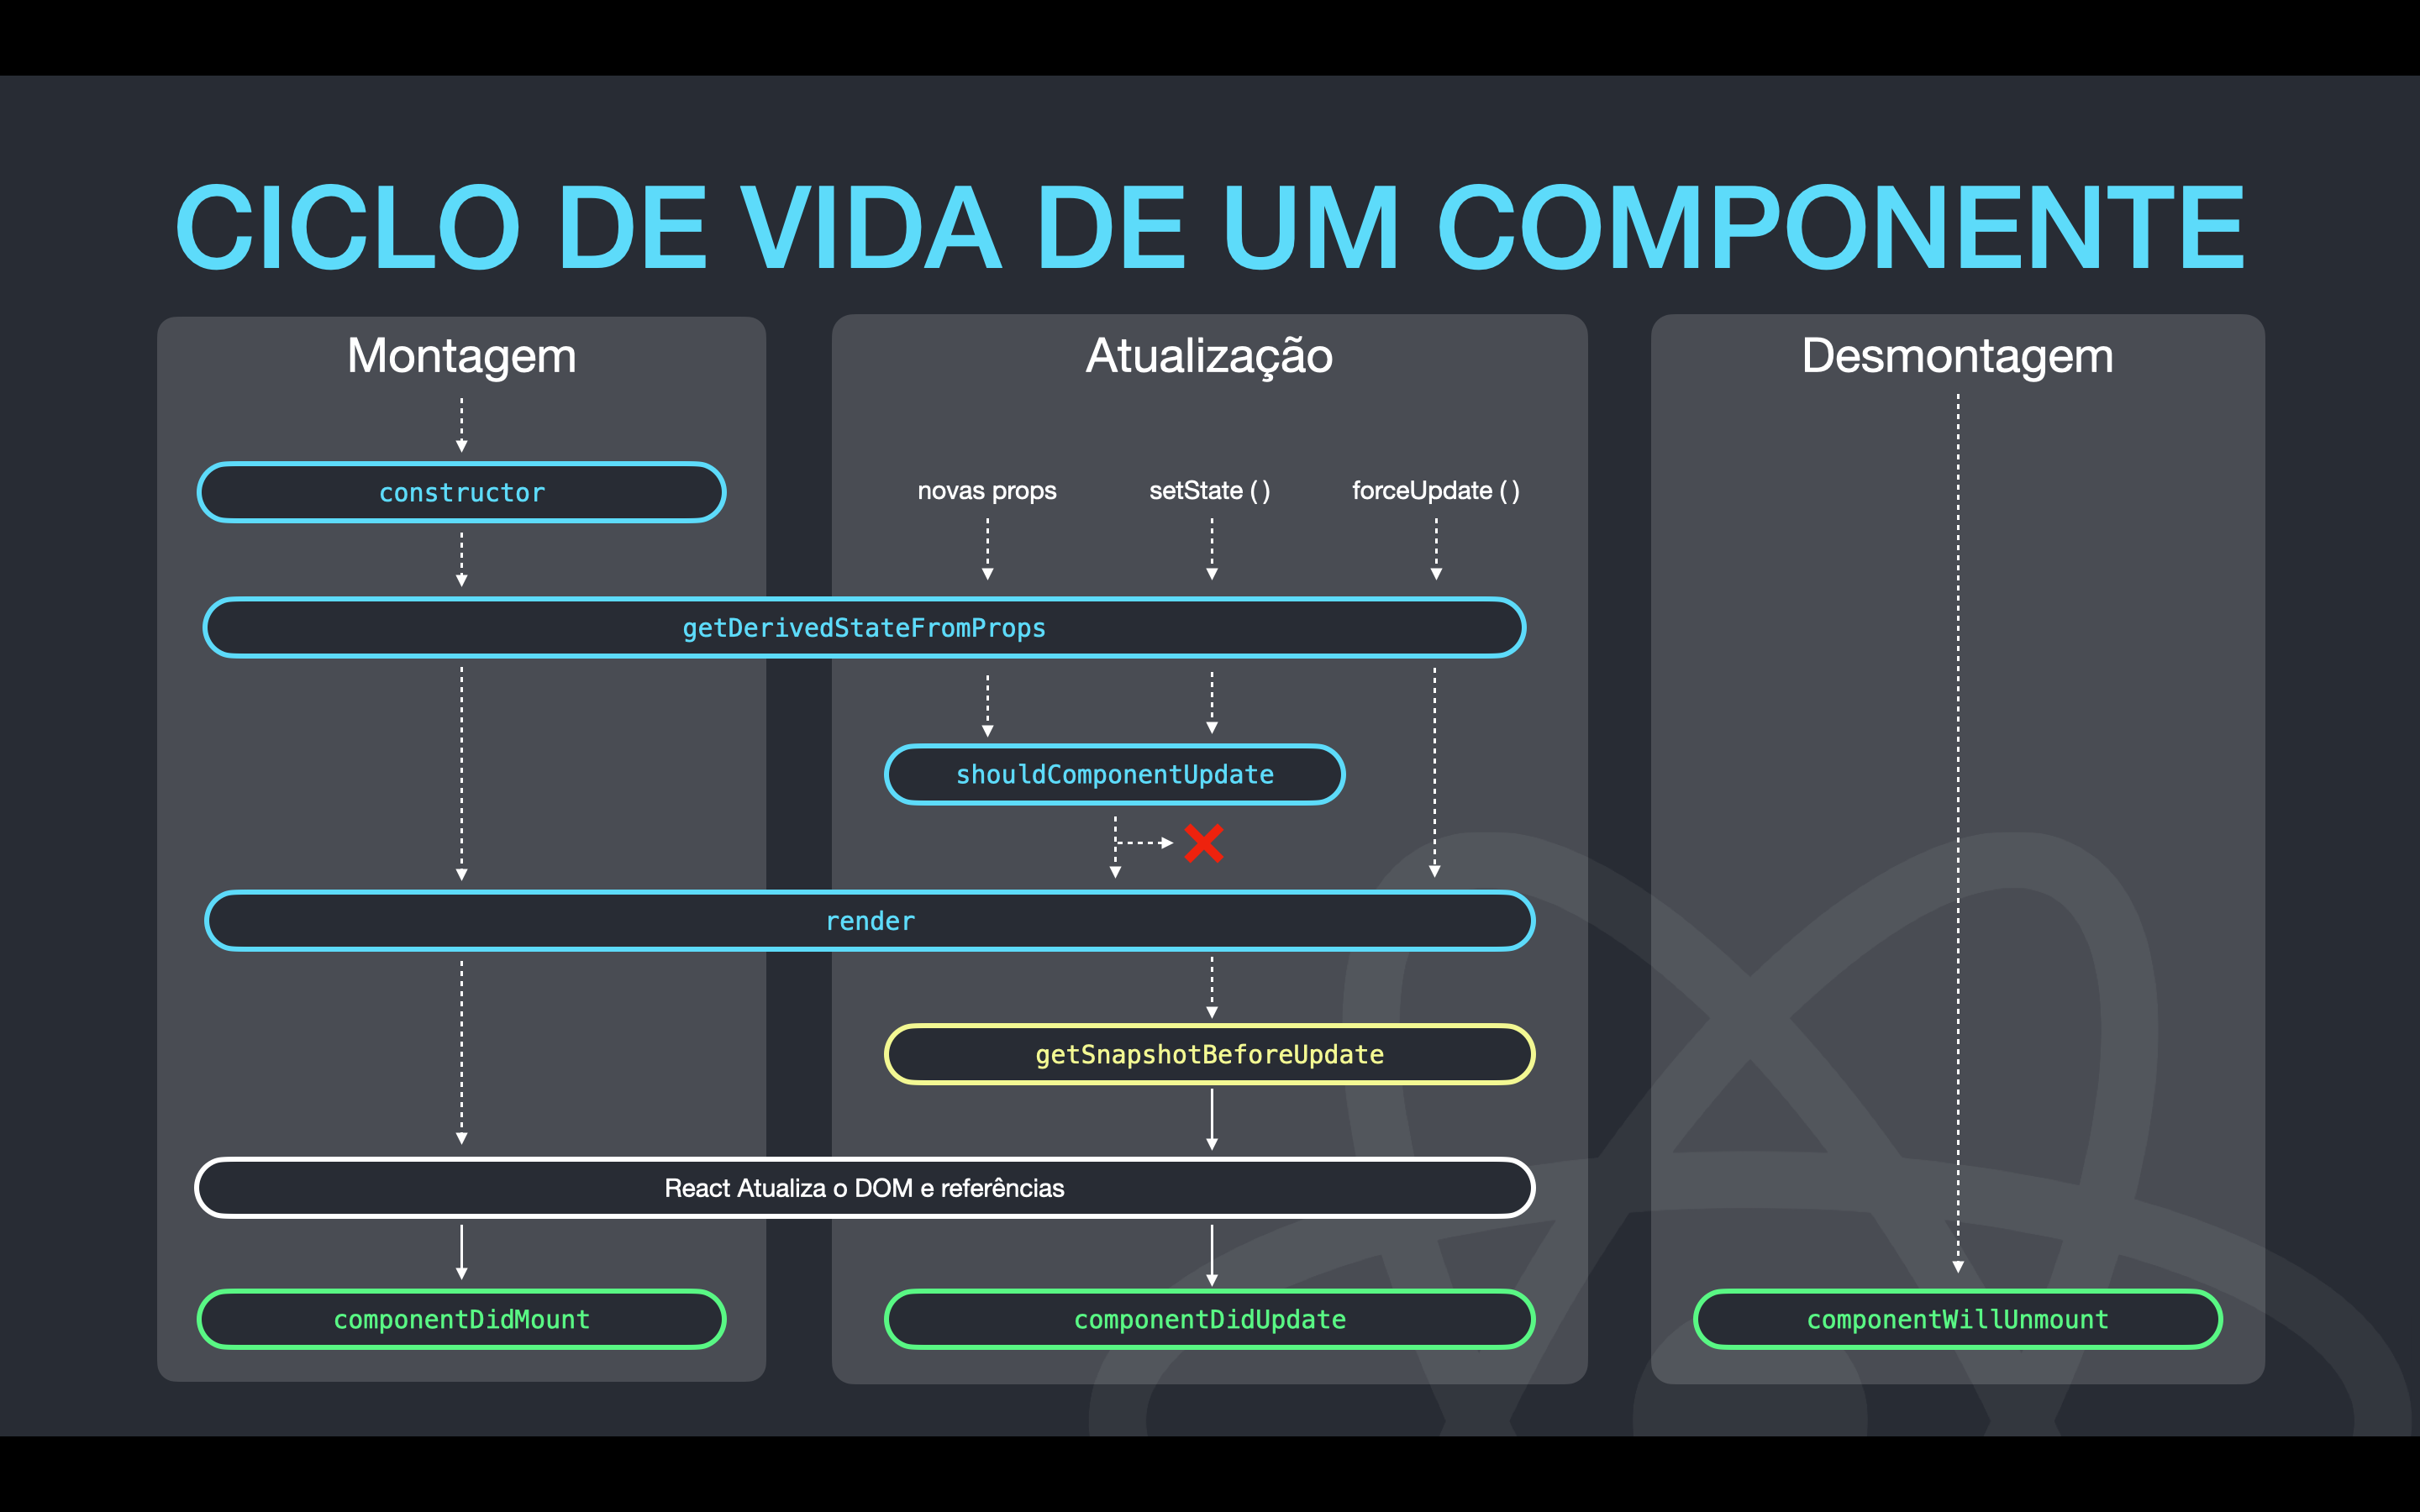 CICLO DE VIDA DE UM COMPONENTE
Montagem
Atualização
Desmontagem
constructor
novas props
setState ( )
forceUpdate ( )
getDerivedStateFromProps
shouldComponentUpdate
render
getSnapshotBeforeUpdate
React Atualiza o DOM e referências
componentDidMount
componentDidUpdate
componentWillUnmount